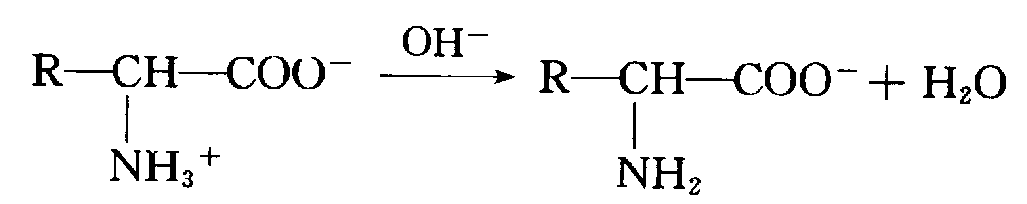 OH⁻
R—CH—COO⁻ → R—CH—COO⁻ + H₂O
NH₃⁺ NH₂